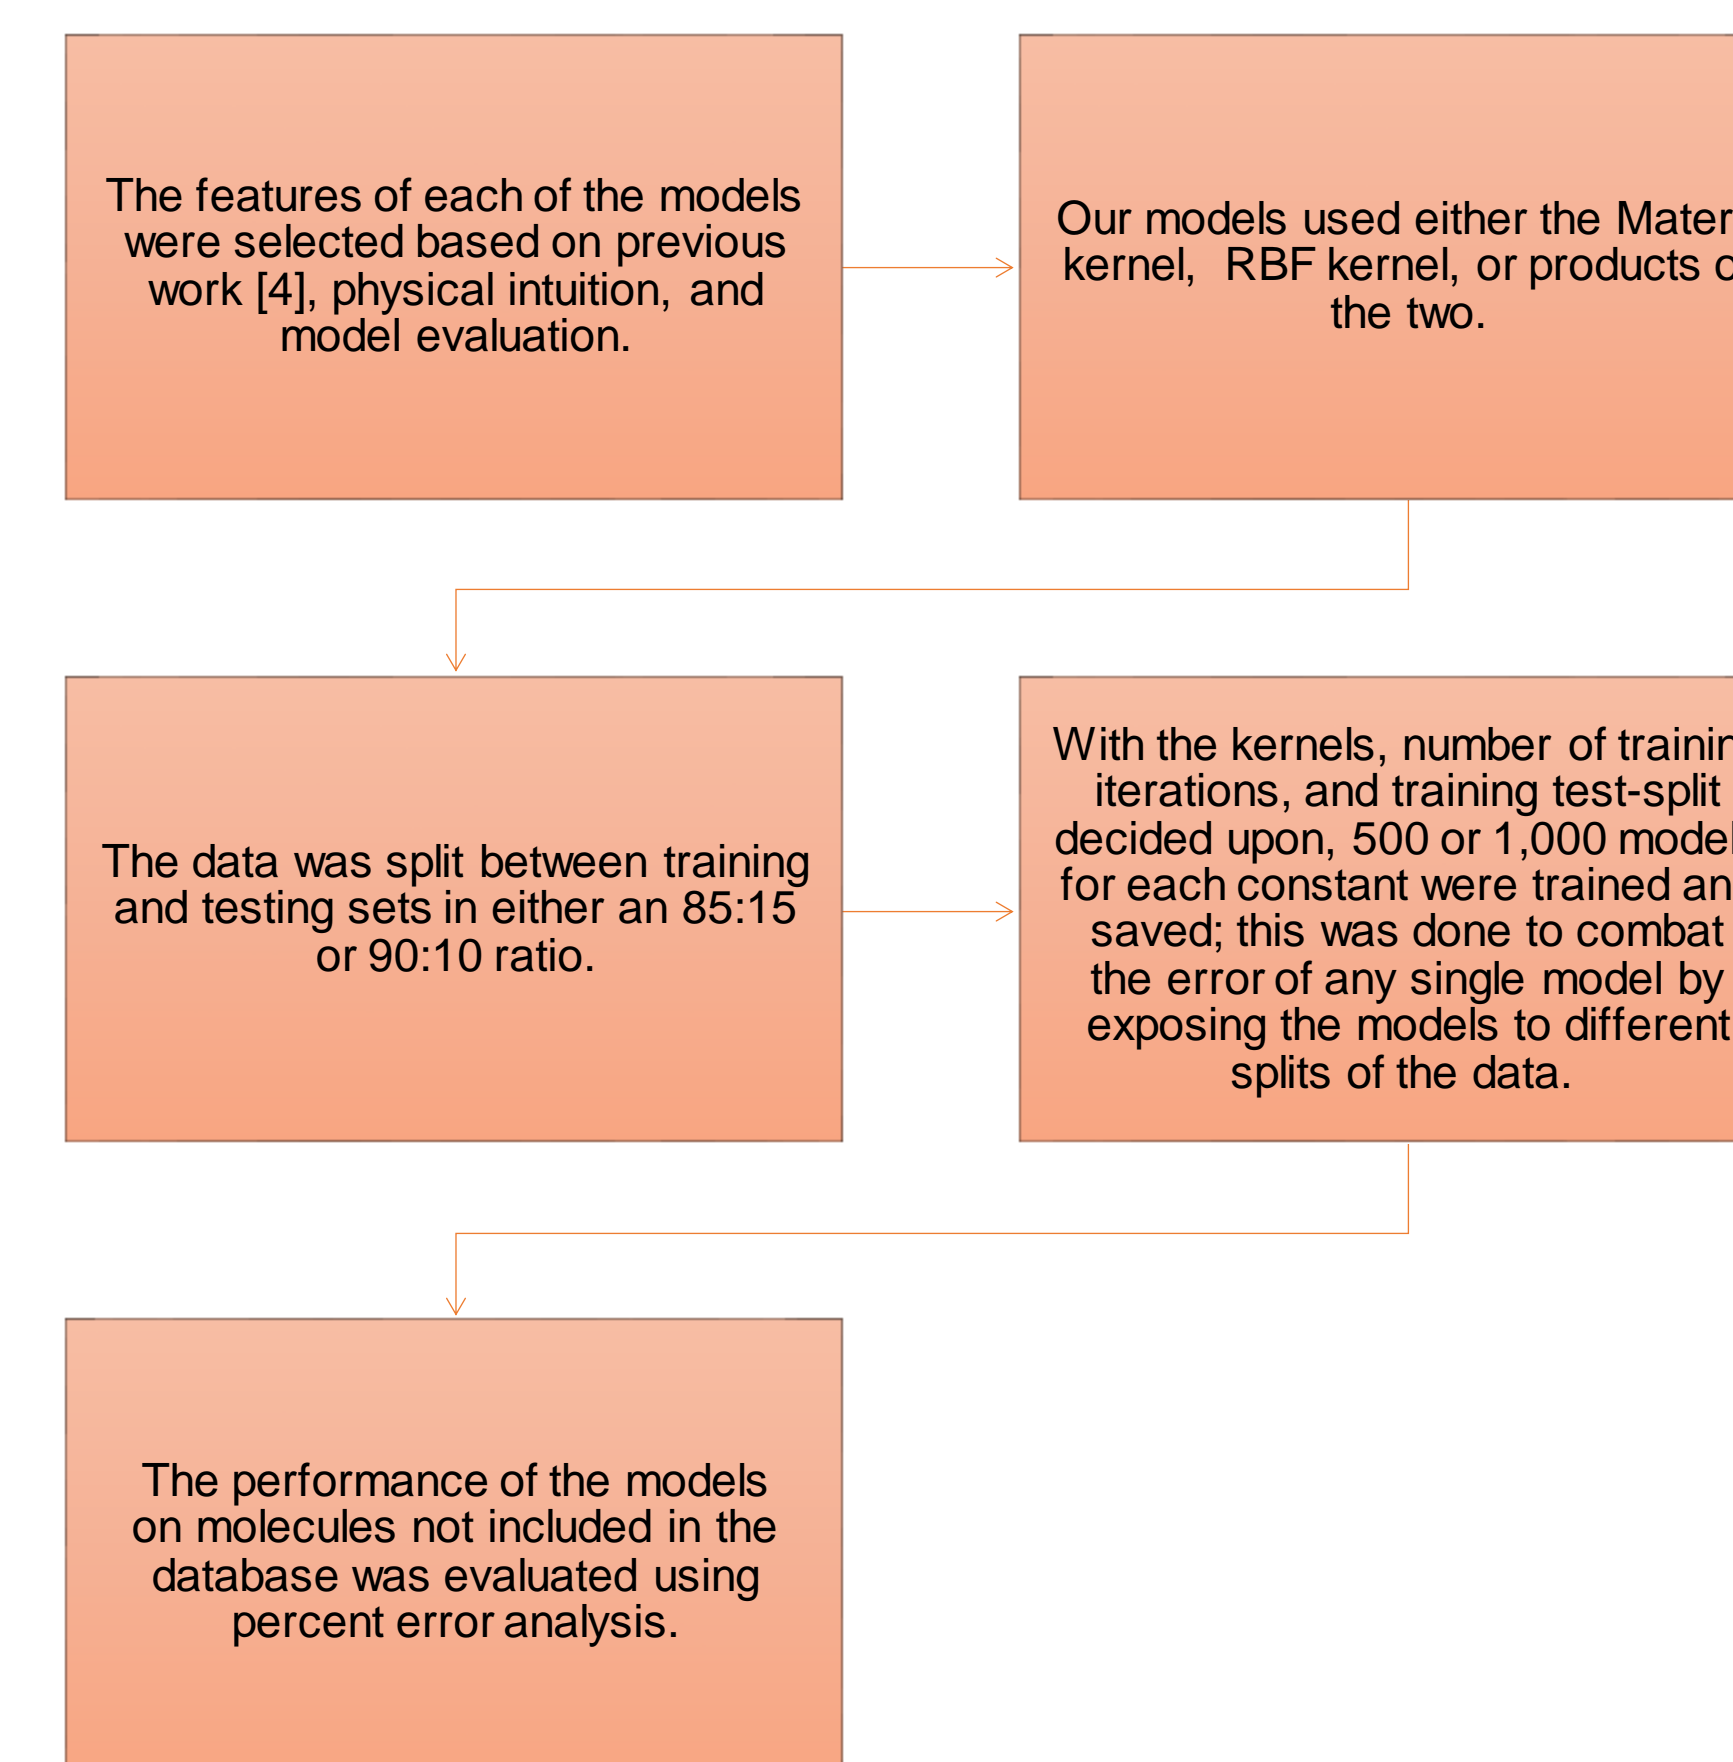 The features of each of the models
were selected based on previous
work [4], physical intuition, and
model evaluation.
Our models used either the Mater
kernel, RBF kernel, or products
the two.
The data was split between training
and testing sets in either an 85:15
or 90:10 ratio.
With the kernels, number of trainin
iterations, and training test-split
decided upon, 500 or 1,000 model
for each constant were trained an
saved; this was done to combat
the error of any single model by
exposing the models to different
splits of the data.
The performance of the models
on molecules not included in the
database was evaluated using
percent error analysis.